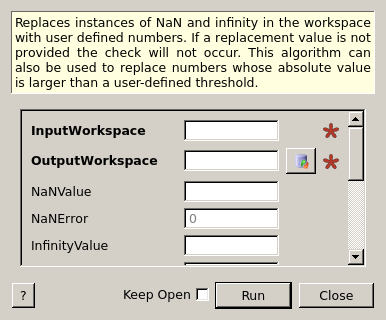 Replaces instances of NaN and infinity in the workspace
with user defined numbers. If a replacement value is not
provided the check will not occur. This algorithm can
also be used to replace numbers whose absolute value
is larger than a user-defined threshold.
InputWorkspace
OutputWorkspace
NaNValue
NaNError 0
InfinityValue
? Keep Open Run Close